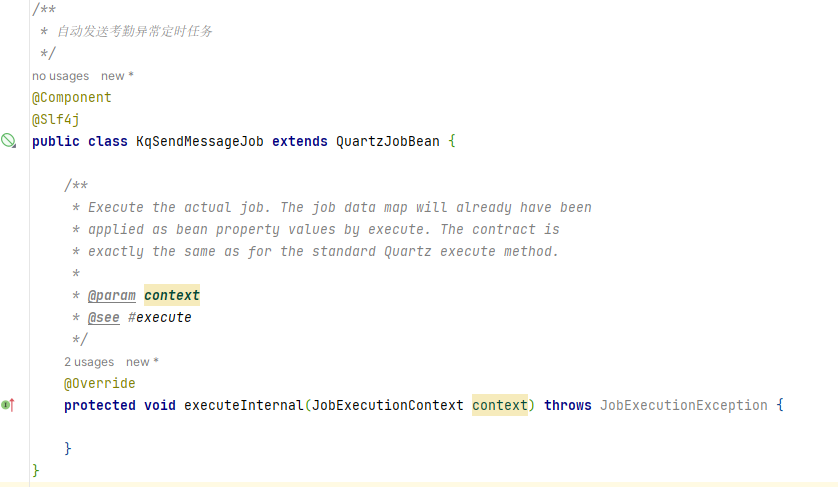 /**
 * 自动发送考勤异常定时任务
 */
no usages new *
@Component
@Slf4j
public class KqSendMessageJob extends QuartzJobBean {
/**
 * Execute the actual job. The job data map will already have been
 * applied as bean property values by execute. The contract is
 * exactly the same as for the standard Quartz execute method.
 *
 * @param context
 * @see #execute
 */
2 usages new *
@Override
protected void executeInternal(JobExecutionContext context) throws JobExecutionException {
}
}